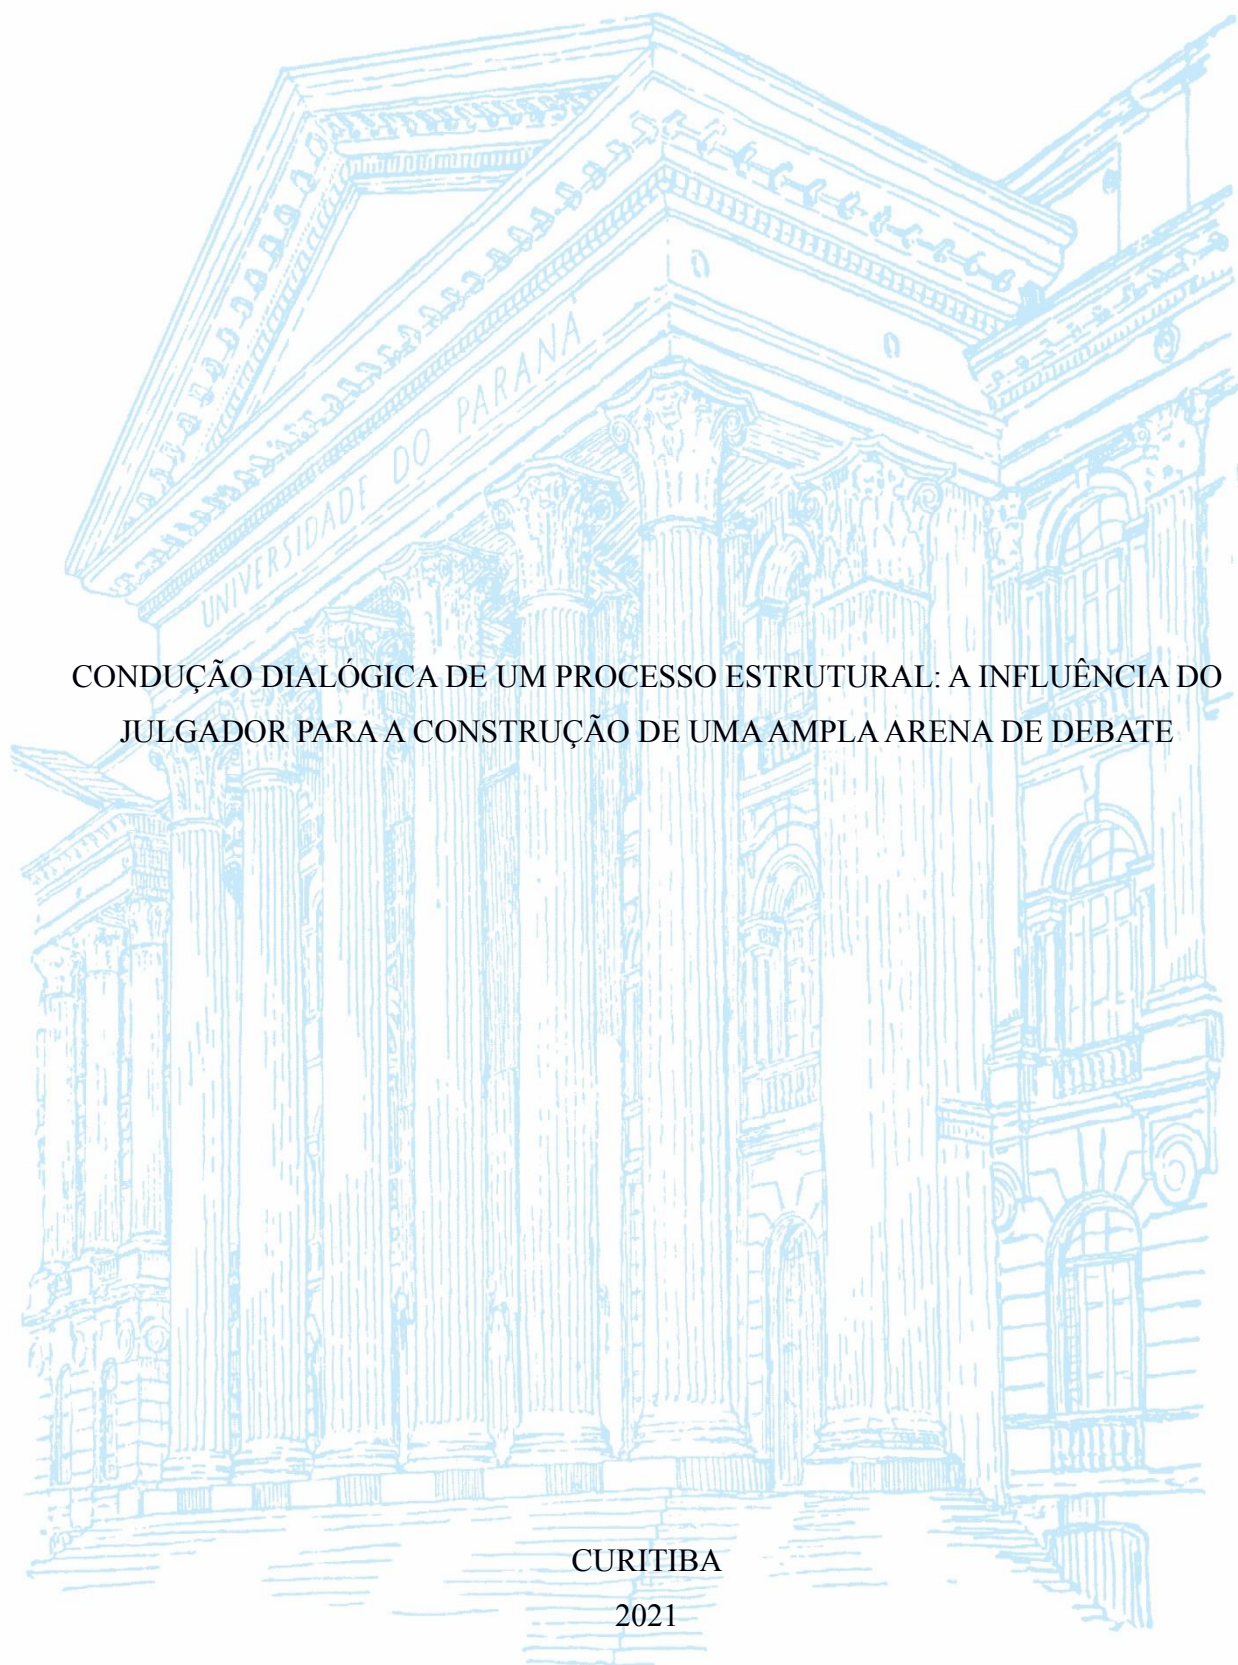 UNIVERSIDADE DO PARANÁ
CONDUÇÃO DIALÓGICA DE UM PROCESSO ESTRUTURAL: A INFLUÊNCIA DO
JULGADOR PARA A CONSTRUÇÃO DE UMA AMPLA ARENA DE DEBATE
CURITIBA
2021